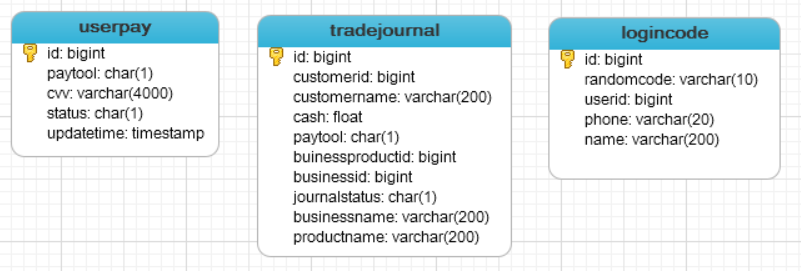 userpay
id: bigint
paytool: char(1)
cvv: varchar(4000)
status: char(1)
updatetime: timestamp
tradejournal
id: bigint
customerid: bigint
customername: varchar(200)
cash: float
paytool: char(1)
buinessproductid: bigint
businessid: bigint
journalstatus: char(1)
businessname: varchar(200)
productname: varchar(200)
logincode
id: bigint
randomcode: varchar(10)
userid: bigint
phone: varchar(20)
name: varchar(200)